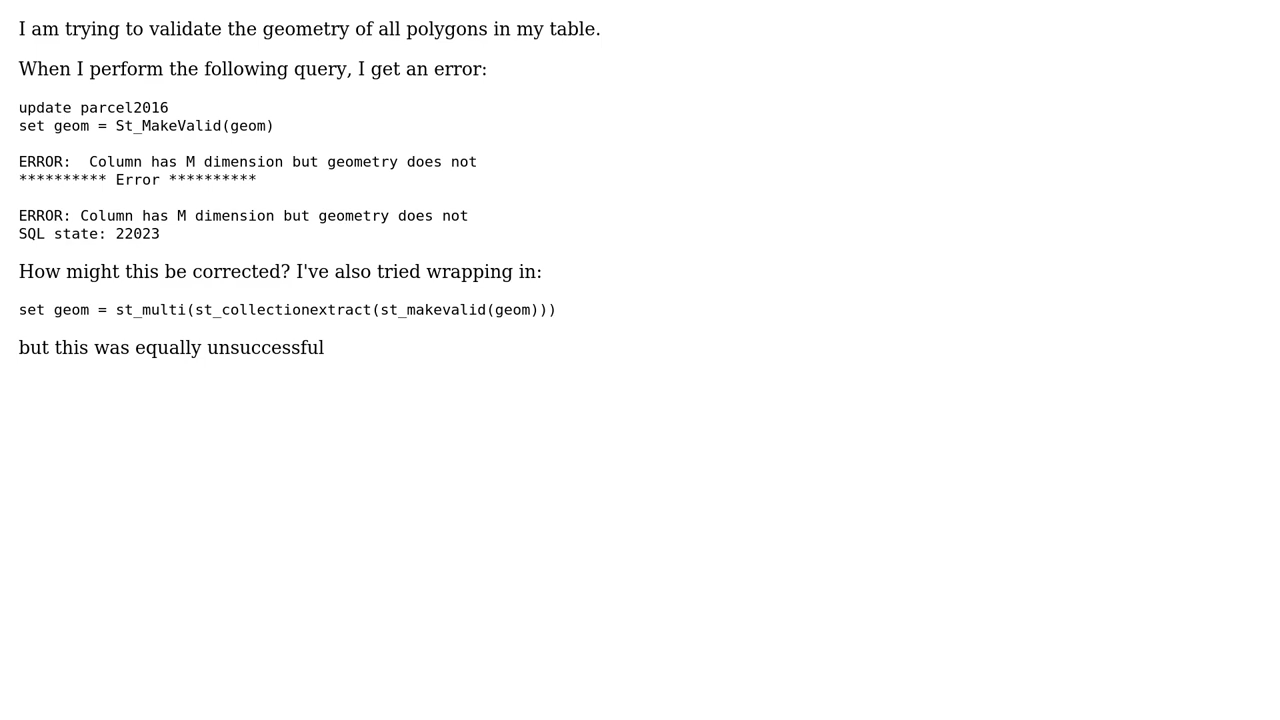 I am trying to validate the geometry of all polygons in my table.
When I perform the following query, I get an error:
update parcel2016
set geom = St_MakeValid(geom)
ERROR:  Column has M dimension but geometry does not
********** Error **********
ERROR: Column has M dimension but geometry does not
SQL state: 22023
How might this be corrected? I've also tried wrapping in:
set geom = st_multi(st_collectionextract(st_makevalid(geom)))
but this was equally unsuccessful